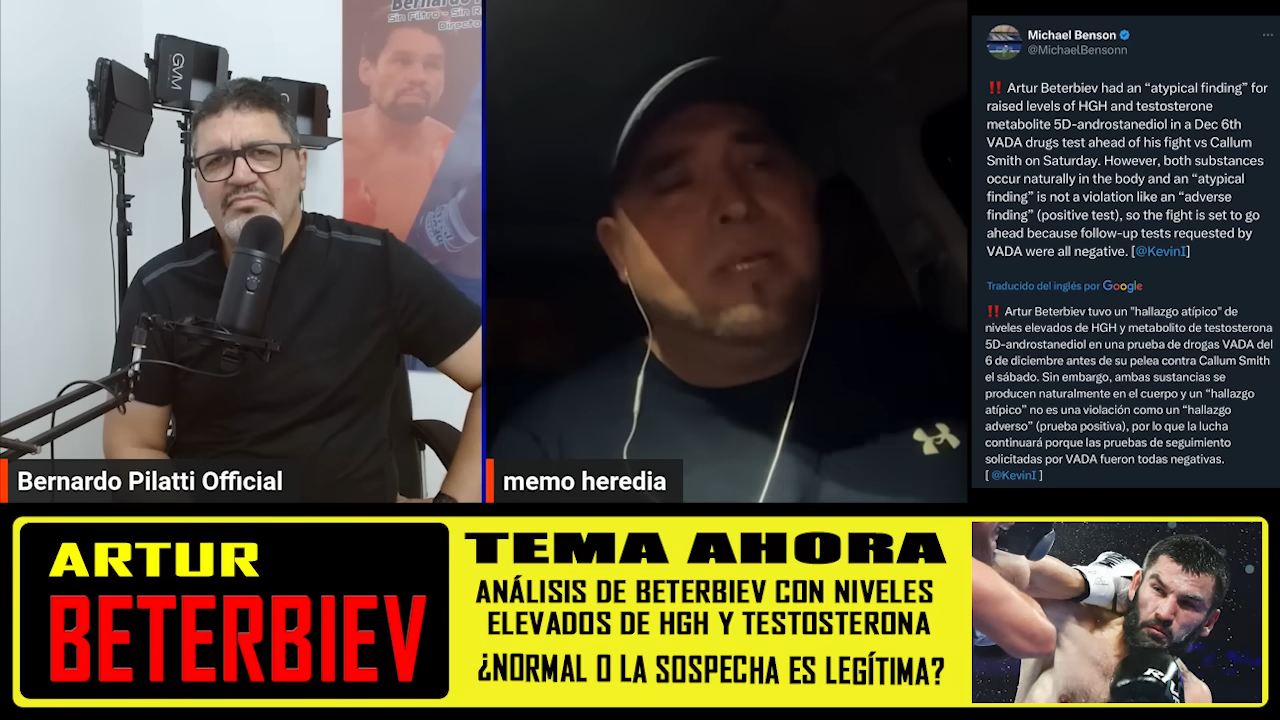 Bernardo
Sin Filtro - Sin R
Directo
GVM
Bernardo Pilatti Official
memo heredia
Michael Benson
@MichaelBensonn
‼️ Artur Beterbiev had an “atypical finding” for
raised levels of HGH and testosterone
metabolite 5D-androstanediol in a Dec 6th
VADA drugs test ahead of his fight vs Callum
Smith on Saturday. However, both substances
occur naturally in the body and an “atypical
finding” is not a violation like an “adverse
finding” (positive test), so the fight is set to go
ahead because follow-up tests requested by
VADA were all negative. [@KevinI]
Traducido del inglés por Google
‼️ Artur Beterbiev tuvo un "hallazgo atípico" de
niveles elevados de HGH y metabolito de testosterona
5D-androstanediol en una prueba de drogas VADA del
6 de diciembre antes de su pelea contra Callum Smith
el sábado. Sin embargo, ambas sustancias se
producen naturalmente en el cuerpo y un “hallazgo
atípico” no es una violación como un “hallazgo
adverso” (prueba positiva), por lo que la lucha
continuará porque las pruebas de seguimiento
solicitadas por VADA fueron todas negativas.
[ @KevinI ]
ARTUR
BETERBIEV
TEMA AHORA
ANÁLISIS DE BETERBIEV CON NIVELES
ELEVADOS DE HGH Y TESTOSTERONA
¿NORMAL O LA SOSPECHA ES LEGÍTIMA?